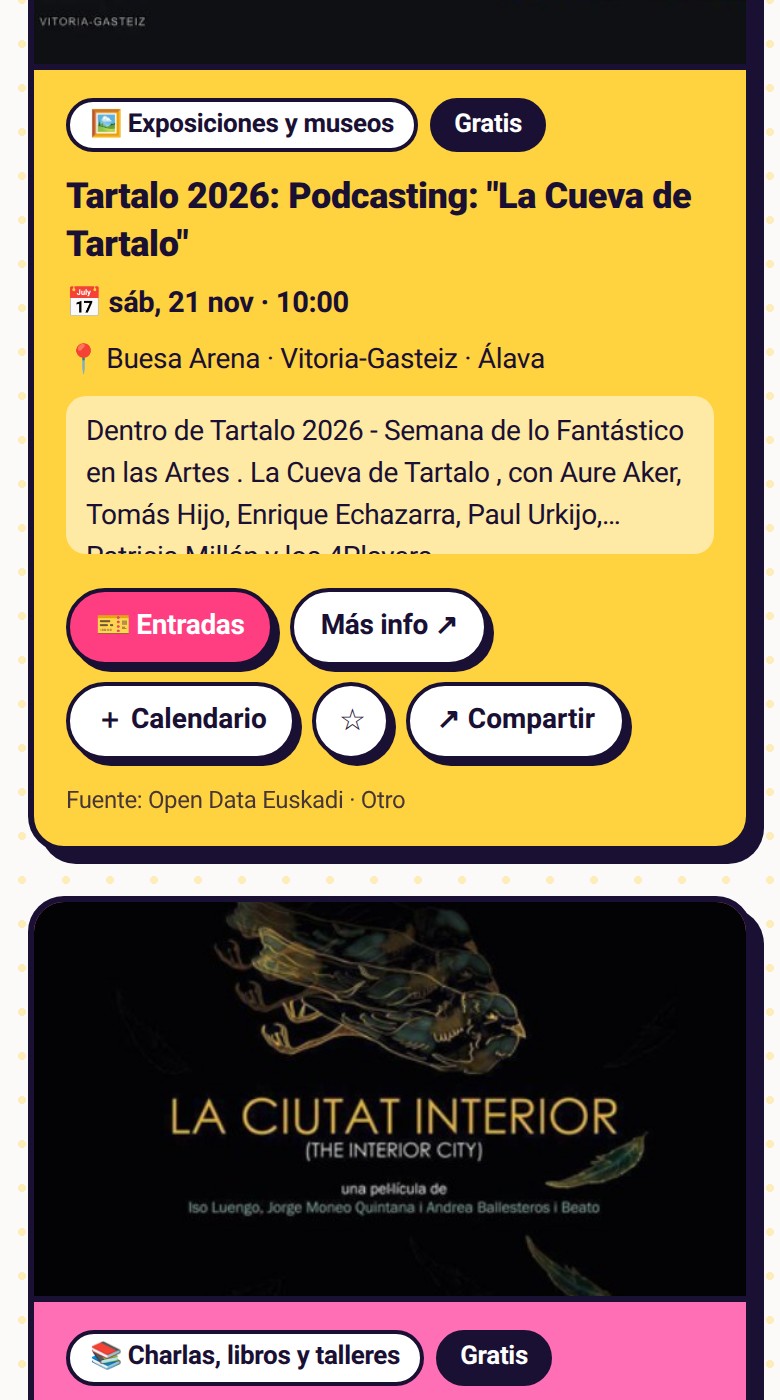 VITORIA-GASTEIZ
🖼️ Exposiciones y museos
Gratis
Tartalo 2026: Podcasting: "La Cueva de
Tartalo"
📅 sáb, 21 nov · 10:00
📍 Buesa Arena · Vitoria-Gasteiz · Álava
Dentro de Tartalo 2026 - Semana de lo Fantástico
en las Artes . La Cueva de Tartalo , con Aure Aker,
Tomás Hijo, Enrique Echazarra, Paul Urkijo,...
Patricia Millán y los 4Players
🎫 Entradas
Más info ↗
+ Calendario
☆
↗ Compartir
Fuente: Open Data Euskadi · Otro
LA CIUTAT INTERIOR
(THE INTERIOR CITY)
una pel·lícula de
Iso Luengo, Jorge Moneo Quintana i Andrea Ballesteros i Beato
📚 Charlas, libros y talleres
Gratis